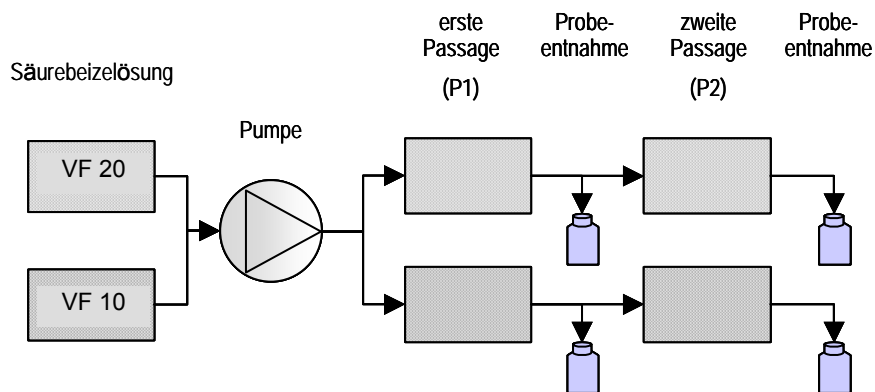 Säurebeizelösung
VF 20
VF 10
Pumpe
erste
Passage
(P1)
Probe-
entnahme
zweite
Passage
(P2)
Probe-
entnahme